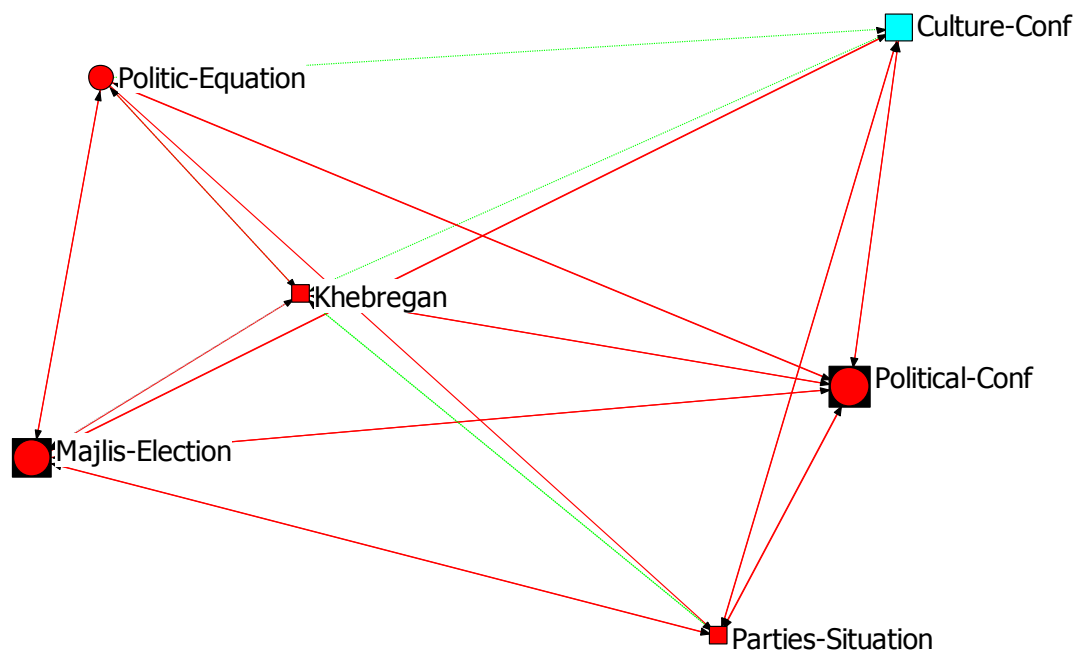 Culture-Conf
Politic-Equation
Khebregan
Political-Conf
Majlis-Election
Parties-Situation